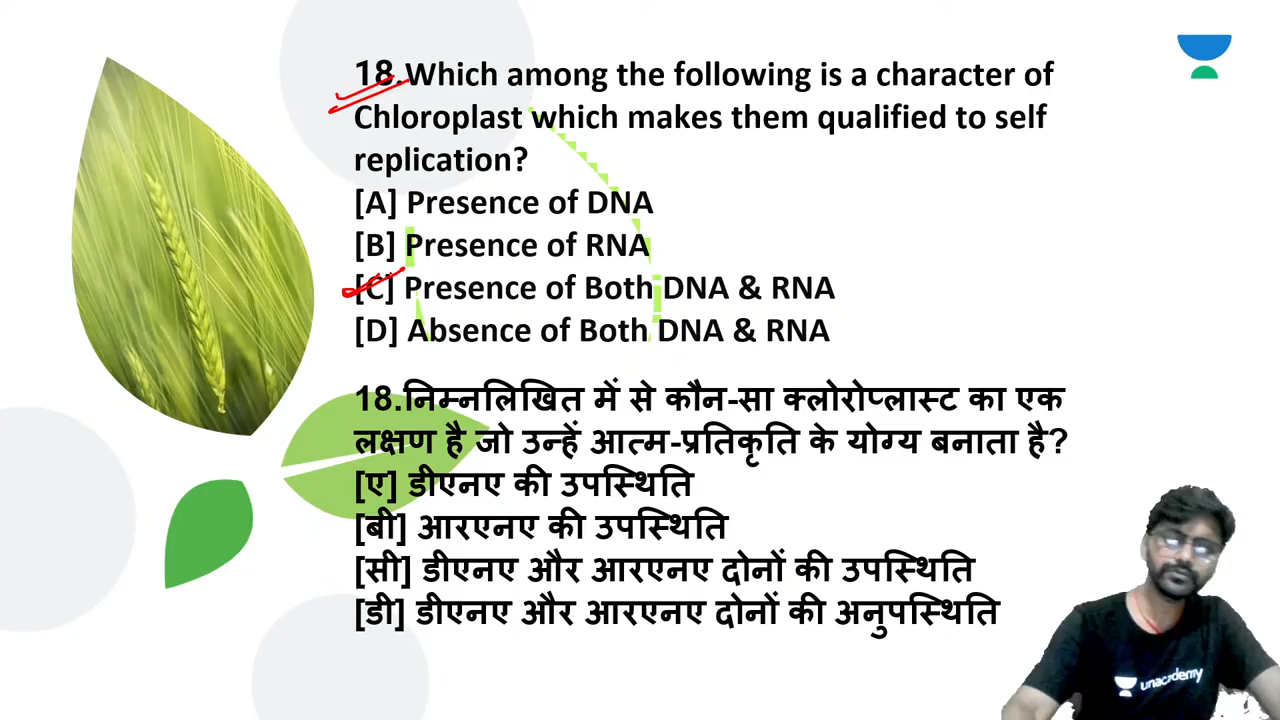 18.Which among the following is a character of
Chloroplast which makes them qualified to self
replication?
[A] Presence of DNA
[B] Presence of RNA
[C] Presence of Both DNA & RNA
[D] Absence of Both DNA & RNA
18.निम्नलिखित में से कौन-सा क्लोरोप्लास्ट का एक
लक्षण है जो उन्हें आत्म-प्रतिकृति के योग्य बनाता है?
[ए] डीएनए की उपस्थिति
[बी] आरएनए की उपस्थिति
[सी] डीएनए और आरएनए दोनों की उपस्थिति
[डी] डीएनए और आरएनए दोनों की अनुपस्थिति
unacademy